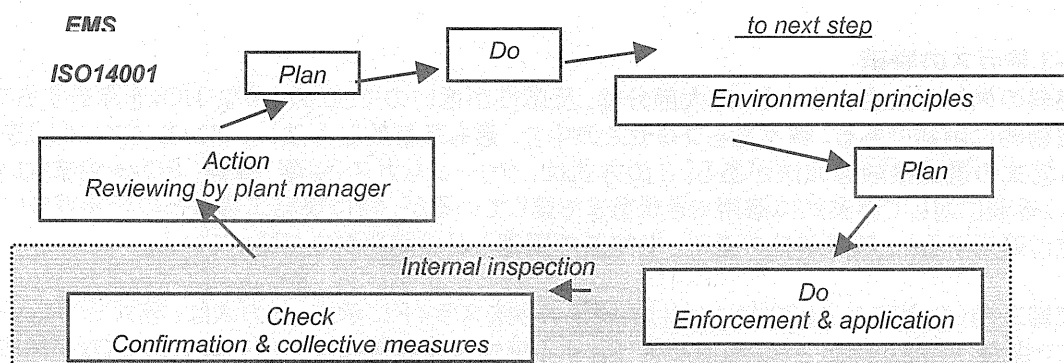 EMS
to next step
Do
ISO14001
Plan
Environmental principles
Action
Reviewing by plant manager
Plan
Internal inspection
Do
Enforcement & application
Check
Confirmation & collective measures